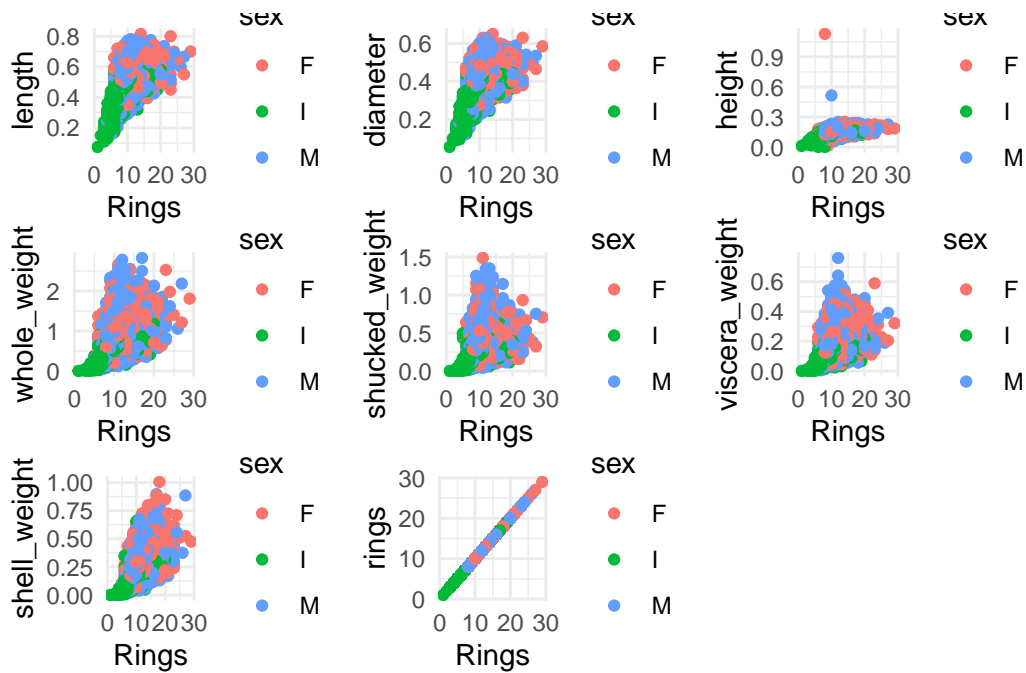 sex
F
I
M
length
0.8
0.6
0.4
0.2
0 10 20 30
Rings
sex
F
I
M
diameter
0.6
0.4
0.2
0 10 20 30
Rings
sex
F
I
M
height
0.9
0.6
0.3
0.0
0 10 20 30
Rings
sex
F
I
M
whole_weight
2
1
0
0 10 20 30
Rings
sex
F
I
M
shucked_weight
1.5
1.0
0.5
0.0
0 10 20 30
Rings
sex
F
I
M
viscera_weight
0.6
0.4
0.2
0.0
0 10 20 30
Rings
sex
F
I
M
shell_weight
1.00
0.75
0.50
0.25
0.00
0 10 20 30
Rings
sex
F
I
M
rings
30
20
10
0
0 10 20 30
Rings